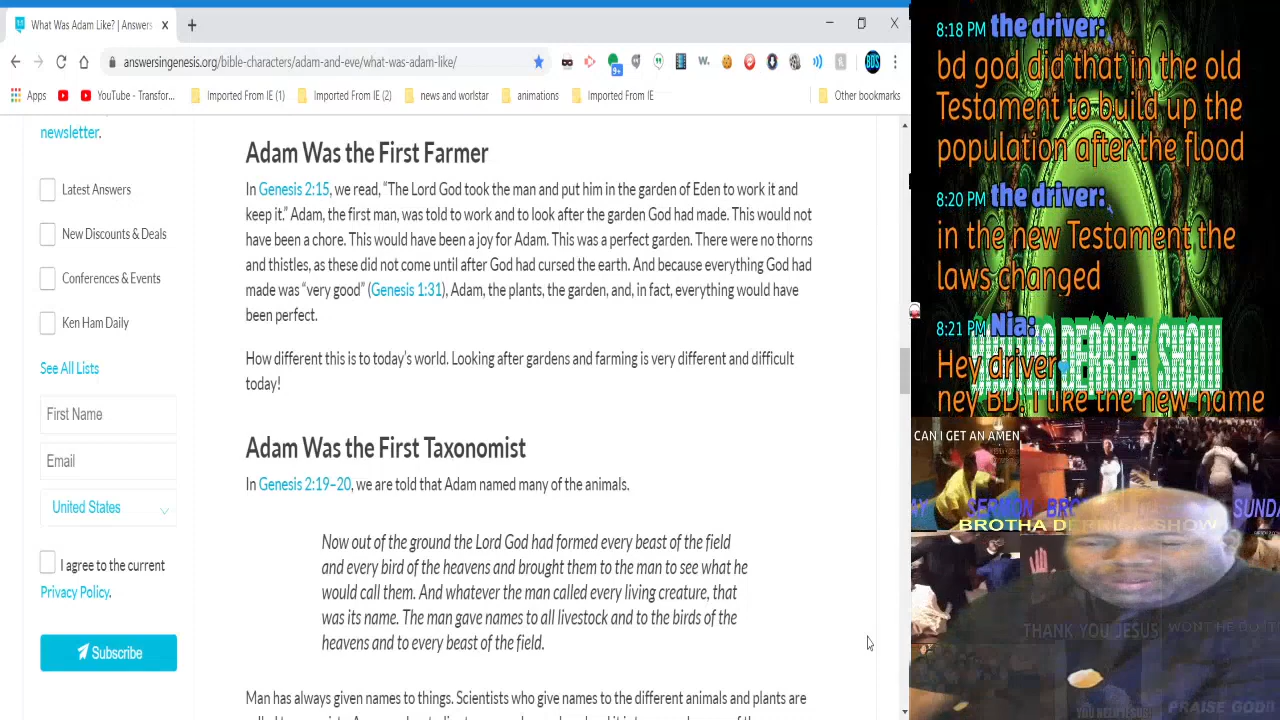 What Was Adam Like? | Answers
answersingenesis.org/bible-characters/adam-and-eve/what-was-adam-like/
9+
BDS
Apps
YouTube - Transfor...
Imported From IE (1)
Imported From IE (2)
news and worlstar
animations
Imported From IE
Other bookmarks
newsletter.
Latest Answers
New Discounts & Deals
Conferences & Events
Ken Ham Daily
See All Lists
First Name
Email
United States
I agree to the current
Privacy Policy.
Subscribe
Adam Was the First Farmer
In Genesis 2:15, we read, “The Lord God took the man and put him in the garden of Eden to work it and
keep it.” Adam, the first man, was told to work and to look after the garden God had made. This would not
have been a chore. This would have been a joy for Adam. This was a perfect garden. There were no thorns
and thistles, as these did not come until after God had cursed the earth. And because everything God had
made was “very good” (Genesis 1:31), Adam, the plants, the garden, and, in fact, everything would have
been perfect.
How different this is to today’s world. Looking after gardens and farming is very different and difficult
today!
Adam Was the First Taxonomist
In Genesis 2:19–20, we are told that Adam named many of the animals.
Now out of the ground the Lord God had formed every beast of the field
and every bird of the heavens and brought them to the man to see what he
would call them. And whatever the man called every living creature, that
was its name. The man gave names to all livestock and to the birds of the
heavens and to every beast of the field.
Man has always given names to things. Scientists who give names to the different animals and plants are
8:18 PM the driver:
bd god did that in the old
Testament to build up the
population after the flood
8:20 PM the driver:
in the new Testament the
laws changed
8:21 PM Nia:
DERRICK SHOW
Hey driver
hey BD. I like the new name
CAN I GET AN AMEN
SERMON
SUNDA
BROTHA DERRICK SHOW
THANK YOU JESUS
WONT HE DO IT
PRAISE GOD!!